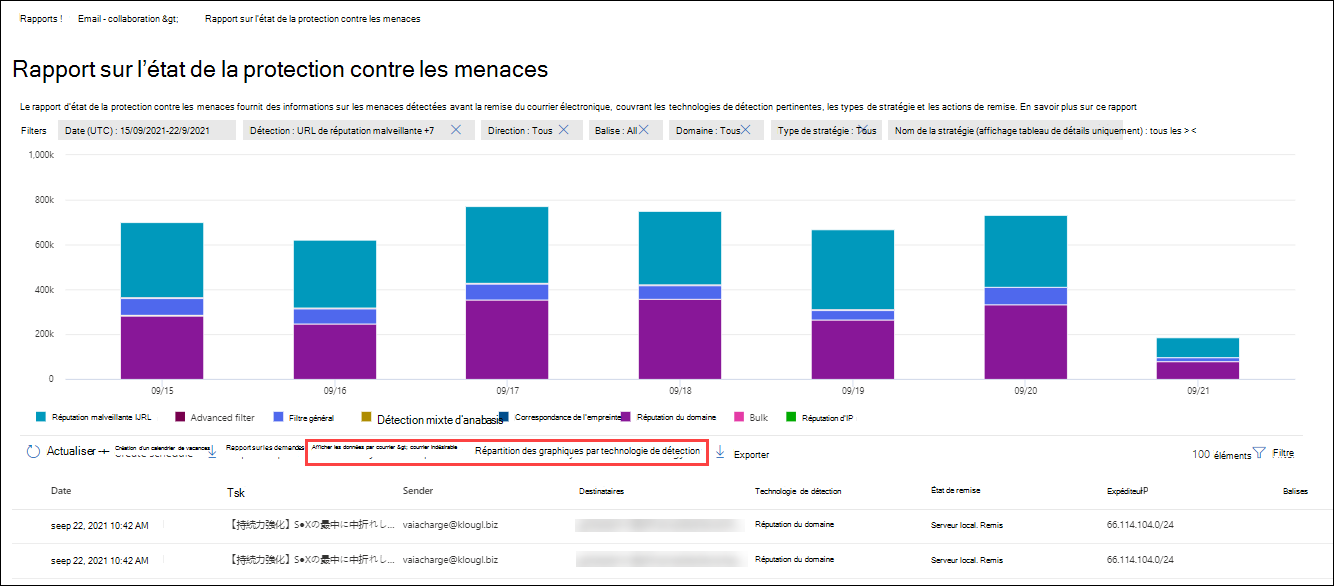 Rapports ! Email - collaboration &gt; Rapport sur l'état de la protection contre les menaces
Rapport sur l'état de la protection contre les menaces
Le rapport d'état de la protection contre les menaces fournit des informations sur les menaces détectées avant la remise du courrier électronique, couvrant les technologies de détection pertinentes, les types de stratégie et les actions de remise. En savoir plus sur ce rapport
Filters Date (UTC) : 15/09/2021-22/9/2021 Détection : URL de réputation malveillante +7 Direction : Tous Balise : All Domaine : Tous Type de stratégie : Tous Nom de la stratégie (affichage tableau de détails uniquement) : tous les > <
1,000k
800k
600k
400k
200k
0
09/15 09/16 09/17 09/18 09/19 09/20 09/21
Réputation malveillante IJRL Advanced filter Filtre général Détection mixte d'anabasis Correspondance de l'empreinte Réputation du domaine Bulk Réputation d'IP
Actualiser Création d'un calendrier de vacances Rapport sur les demandes Afficher les données par courrier &gt; courrier indésirable Répartition des graphiques par technologie de détection Exporter 100 éléments Filtre
Date Tsk Sender Destinataires Technologie de détection État de remise ExpéditeurIP Balises
seep 22, 2021 10:42 AM 【持続力強化】S●Xの最中に中折れし... vaiacharge@klougl.biz Réputation du domaine Serveur local. Remis 66.114.104.0/24
seep 22, 2021 10:42 AM 【持続力強化】S●Xの最中に中折れし... vaiacharge@klougl.biz Réputation du domaine Serveur local. Remis 66.114.104.0/24